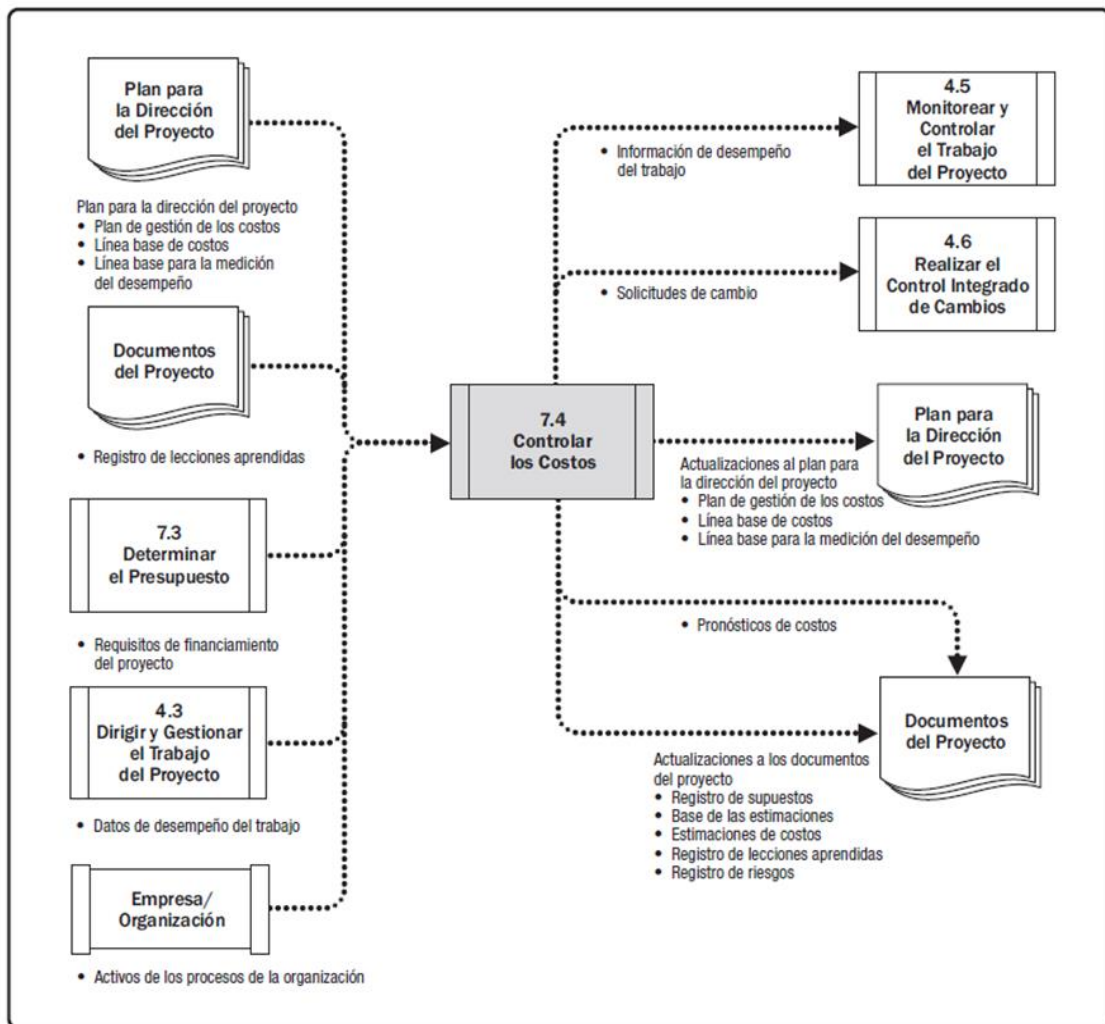 Plan para
la Dirección
del Proyecto
Plan para la dirección del proyecto
• Plan de gestión de los costos
• Línea base de costos
• Línea base para la medición
del desempeño
Documentos
del Proyecto
• Registro de lecciones aprendidas
7.3
Determinar
el Presupuesto
• Requisitos de financiamiento
del proyecto
4.3
Dirigir y Gestionar
el Trabajo
del Proyecto
• Datos de desempeño del trabajo
Empresa/
Organización
• Activos de los procesos de la organización
7.4
Controlar
los Costos
• Información de desempeño
del trabajo
4.5
Monitorear y
Controlar
el Trabajo
del Proyecto
• Solicitudes de cambio
4.6
Realizar el
Control Integrado
de Cambios
Plan para
la Dirección
del Proyecto
Actualizaciones al plan para
la dirección del proyecto
• Plan de gestión de los costos
• Línea base de costos
• Línea base para la medición del desempeño
• Pronósticos de costos
Documentos
del Proyecto
Actualizaciones a los documentos
del proyecto
• Registro de supuestos
• Base de las estimaciones
• Estimaciones de costos
• Registro de lecciones aprendidas
• Registro de riesgos